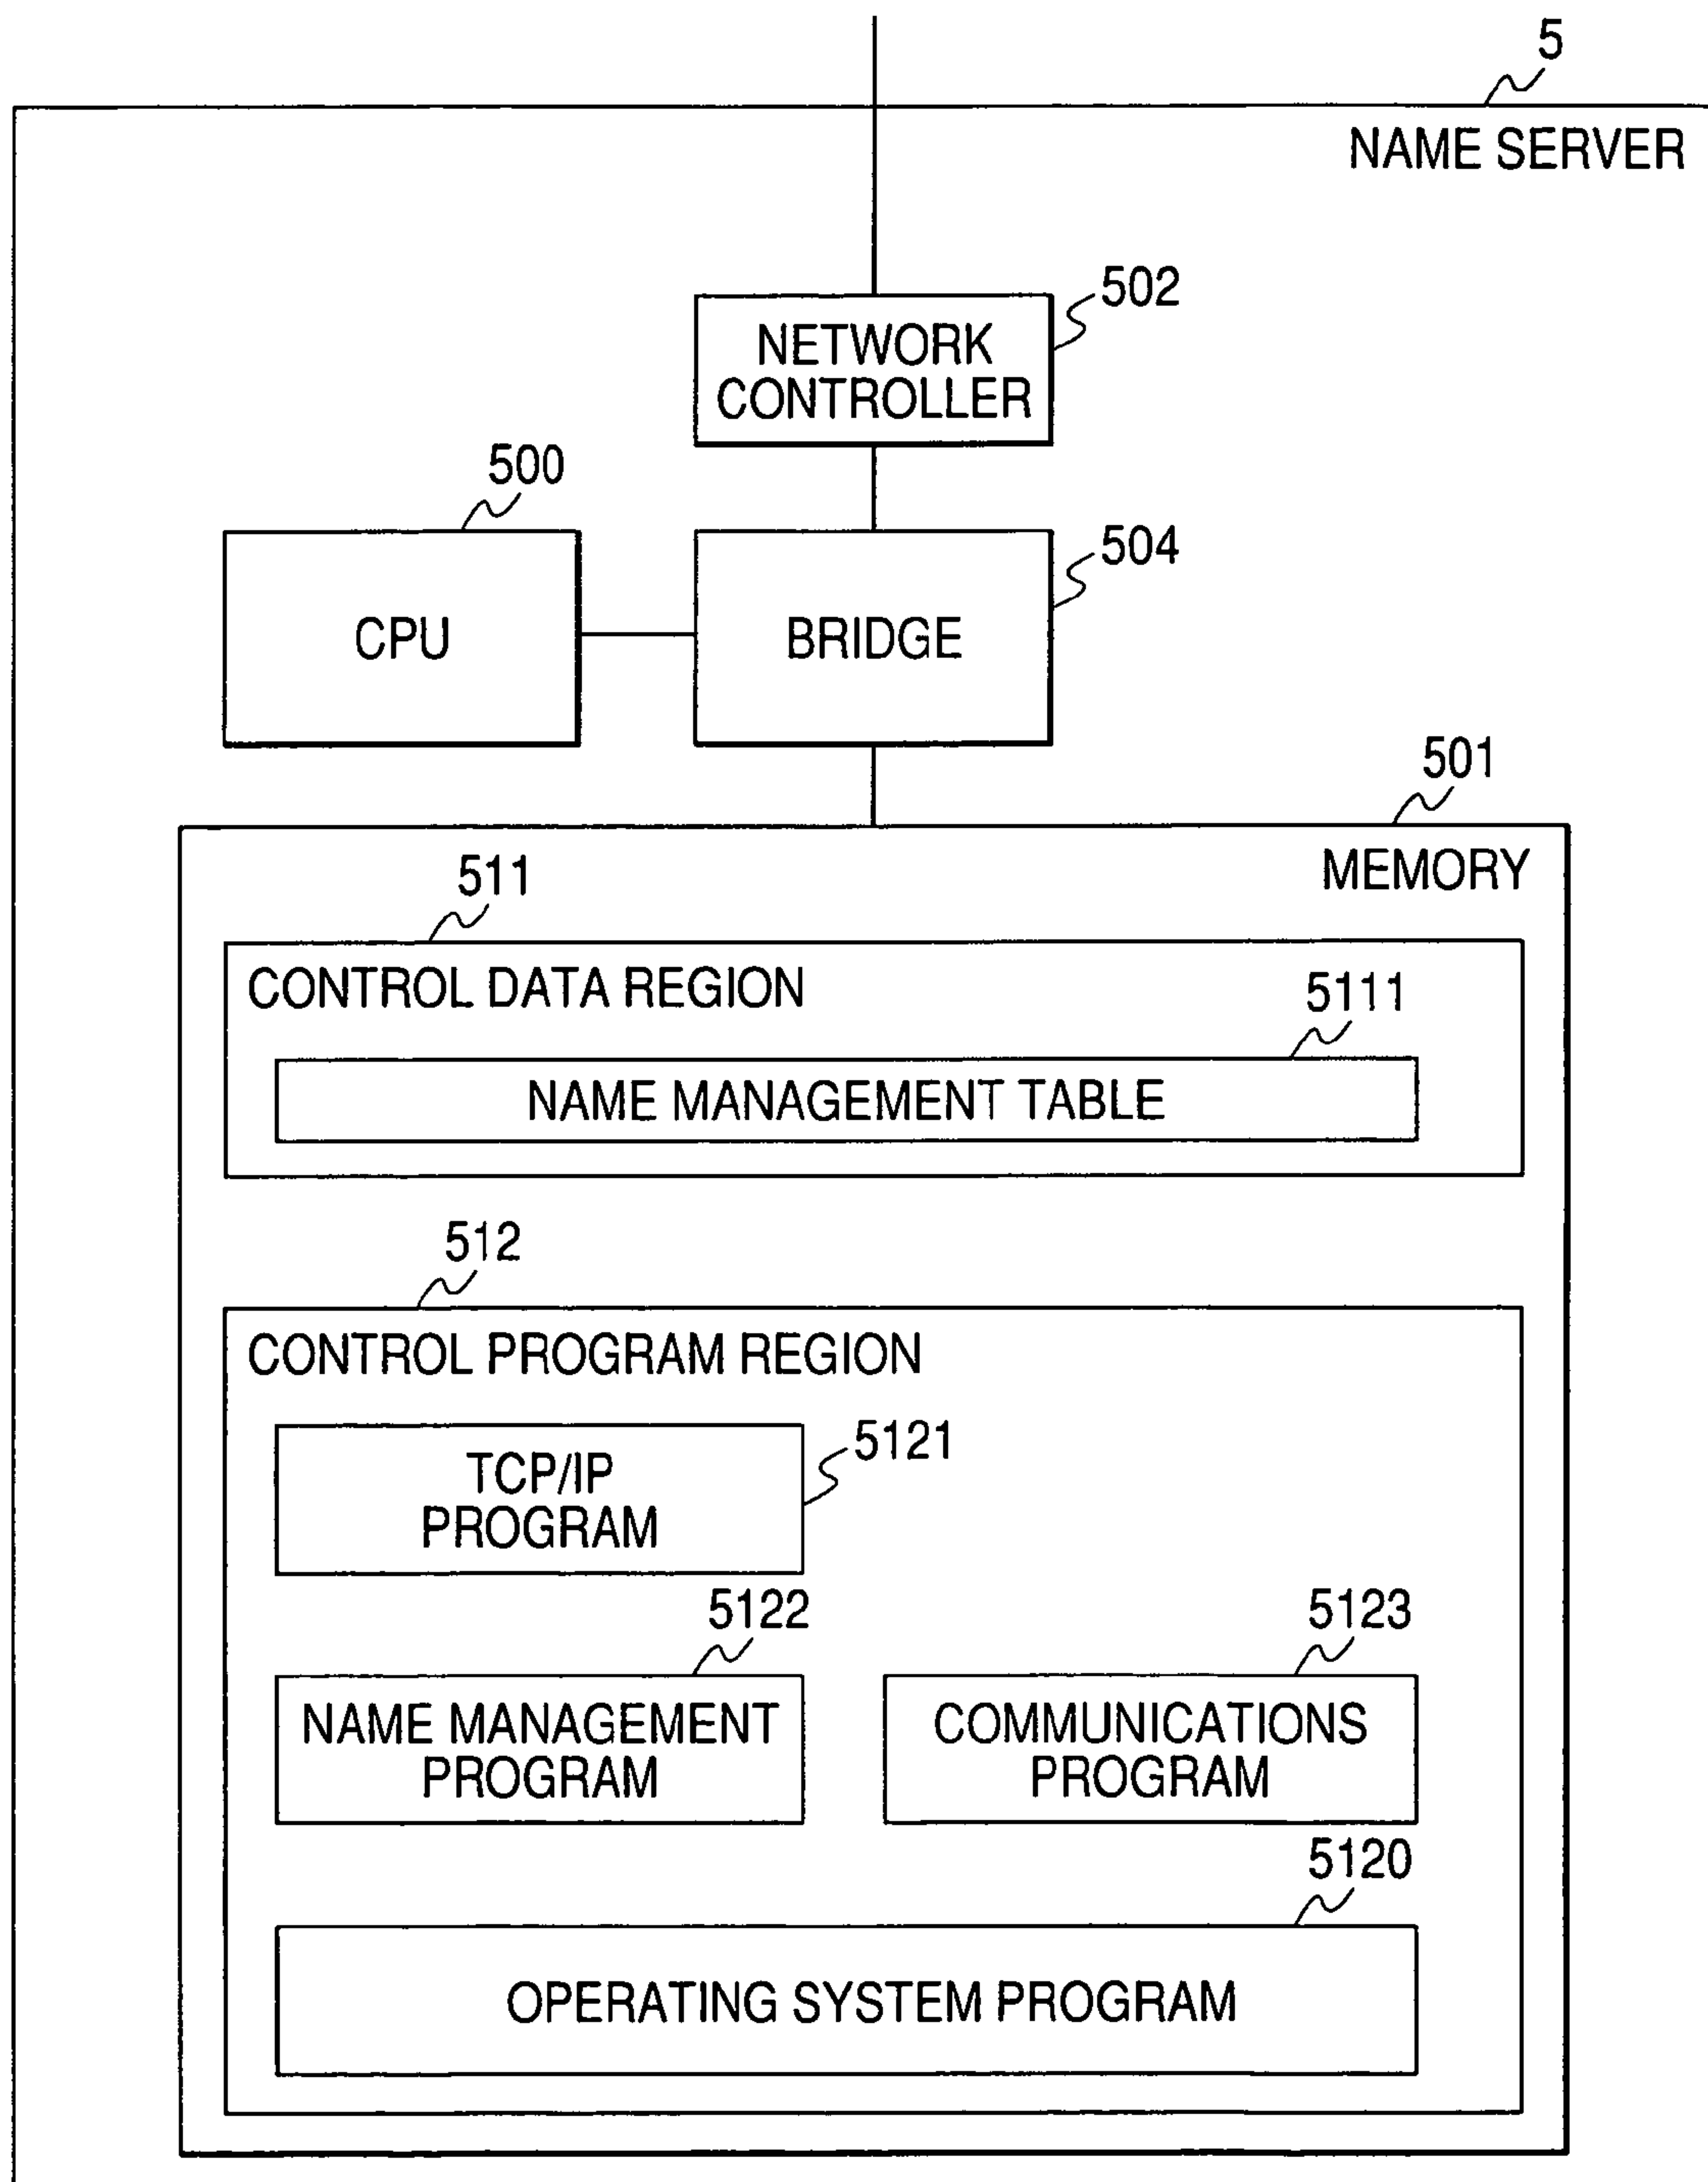 5
NAME SERVER
502
NETWORK
CONTROLLER
500
504
CPU
BRIDGE
501
MEMORY
511
CONTROL DATA REGION
5111
NAME MANAGEMENT TABLE
512
CONTROL PROGRAM REGION
TCP/IP
PROGRAM
5121
5122
5123
NAME MANAGEMENT
PROGRAM
COMMUNICATIONS
PROGRAM
5120
OPERATING SYSTEM PROGRAM